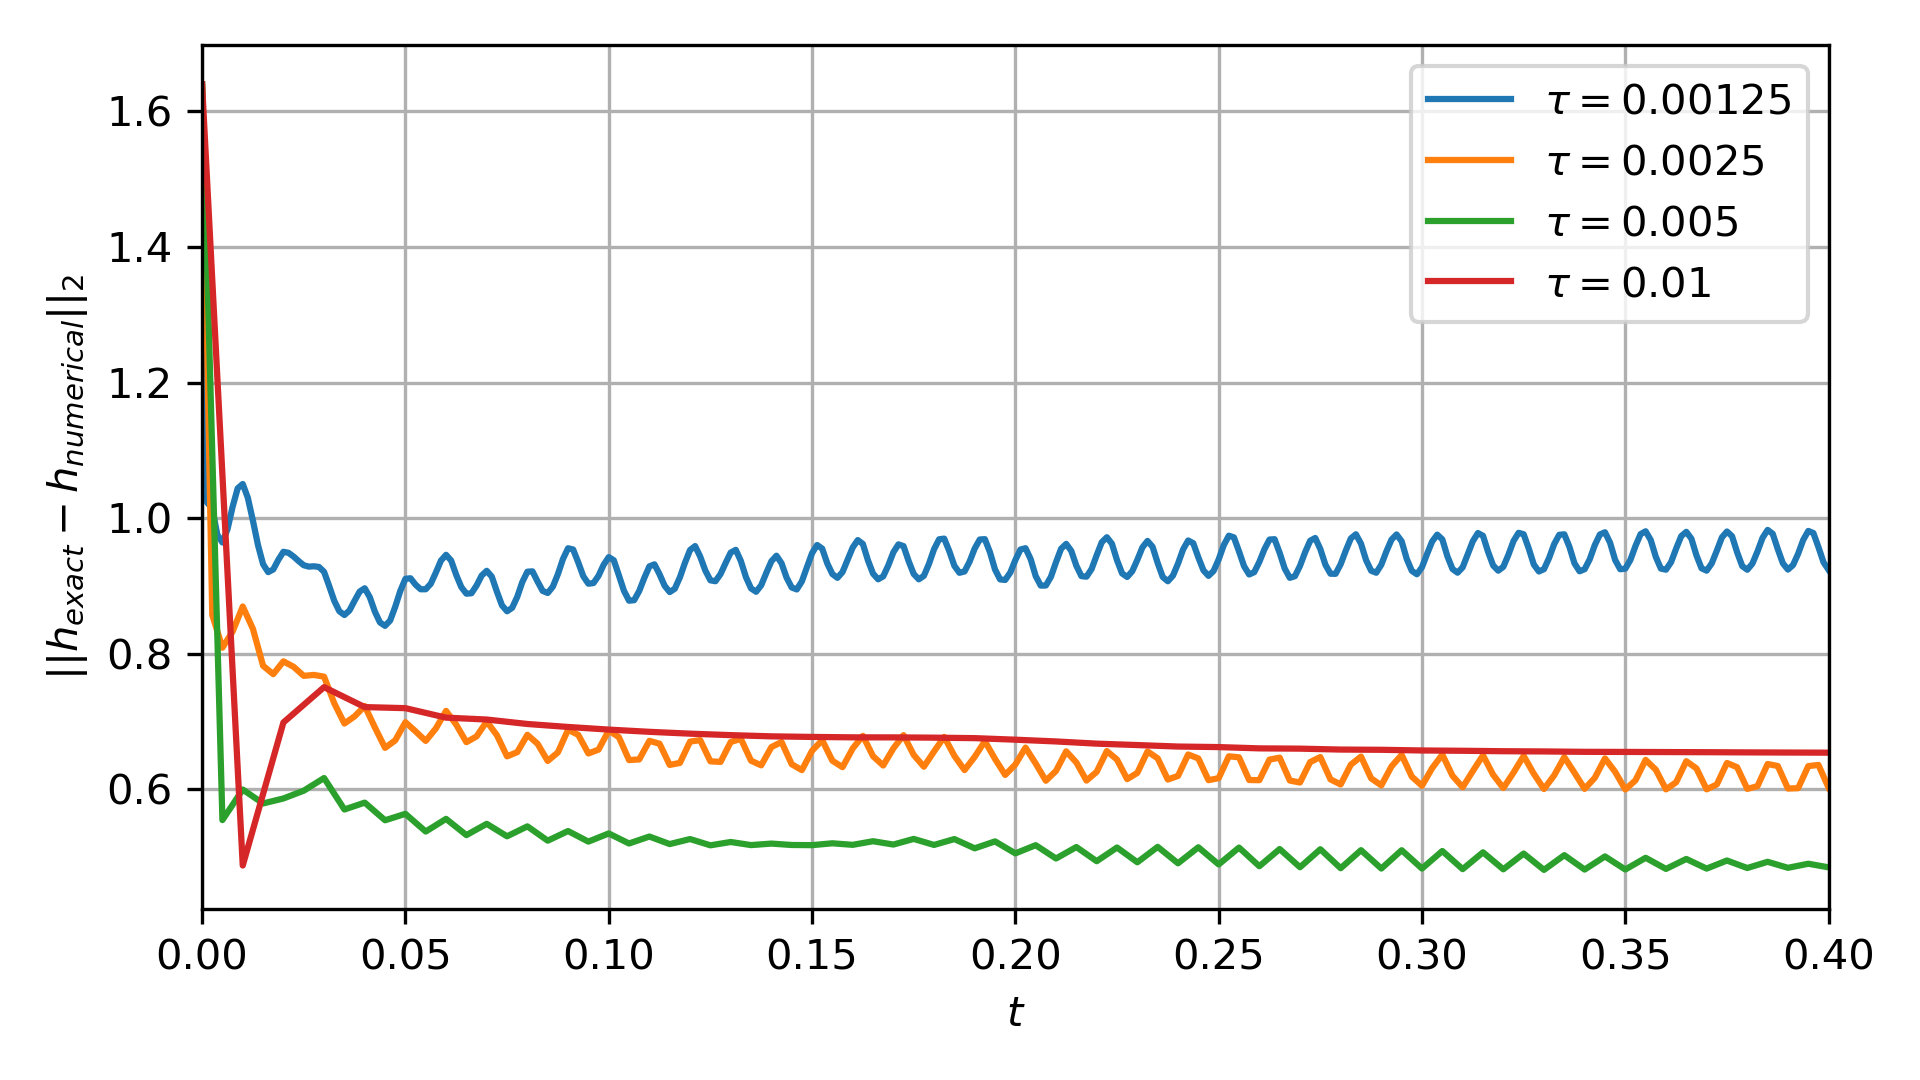 1.6
1.4
1.2
1.0
0.8
0.6
||h_exact − h_numerical||_2
τ = 0.00125
τ = 0.0025
τ = 0.005
τ = 0.01
0.00 0.05 0.10 0.15 0.20 0.25 0.30 0.35 0.40
t